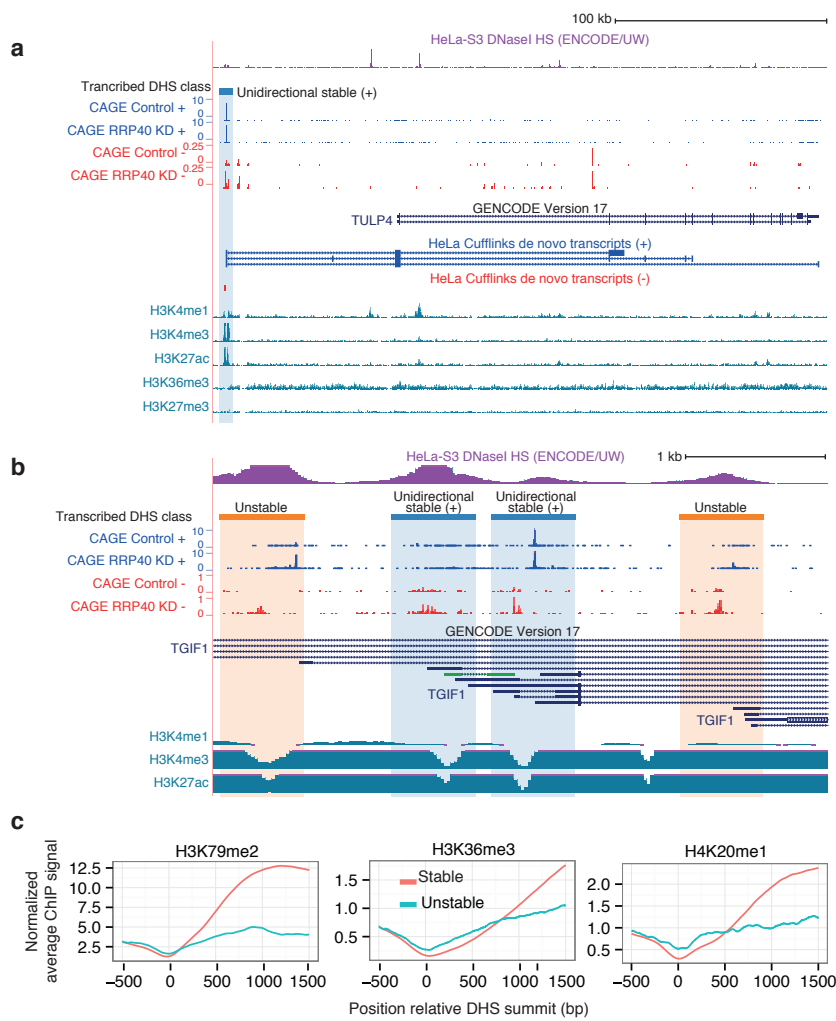 100 kb
a
HeLa-S3 DNaseI HS (ENCODE/UW)
Trancribed DHS class
Unidirectional stable (+)
CAGE Control +
10
0
CAGE RRP40 KD +
10
0
CAGE Control -
0.25
0
CAGE RRP40 KD -
0.25
0
GENCODE Version 17
TULP4
HeLa Cufflinks de novo transcripts (+)
HeLa Cufflinks de novo transcripts (-)
H3K4me1
H3K4me3
H3K27ac
H3K36me3
H3K27me3
b
HeLa-S3 DNaseI HS (ENCODE/UW)
1 kb
Transcribed DHS class
Unstable
Unidirectional
stable (+)
Unidirectional
stable (+)
Unstable
CAGE Control +
10
0
CAGE RRP40 KD +
10
0
CAGE Control -
1
0
CAGE RRP40 KD -
1
0
GENCODE Version 17
TGIF1
TGIF1
TGIF1
H3K4me1
H3K4me3
H3K27ac
c
Normalized
average ChIP signal
H3K79me2
12.5
10.0
7.5
5.0
2.5
−500 0 500 1000 1500
H3K36me3
Stable
Unstable
1.5
1.0
0.5
−500 0 500 1000 1500
H4K20me1
2.0
1.5
1.0
0.5
−500 0 500 1000 1500
Position relative DHS summit (bp)